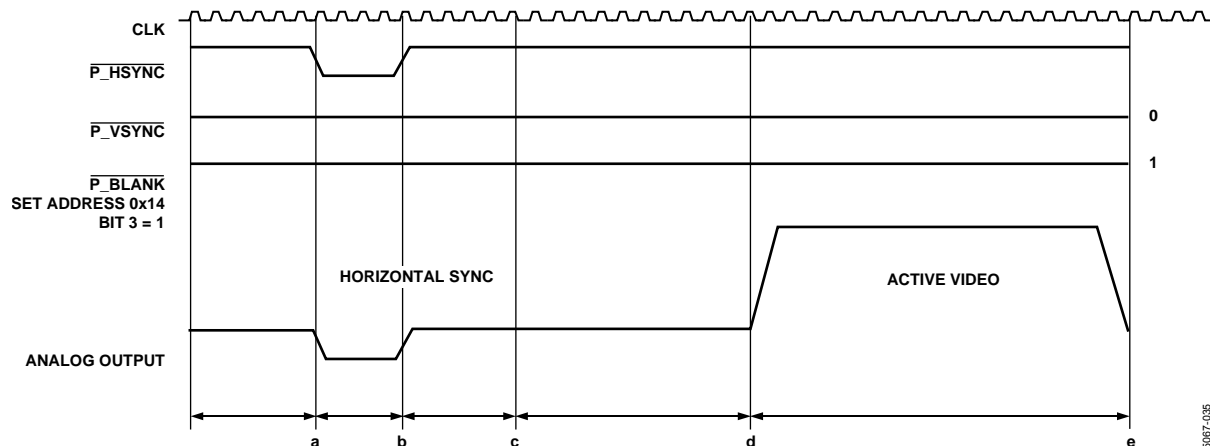 CLK
P_HSYNC
P_VSYNC
0
P_BLANK
1
SET ADDRESS 0x14
BIT 3 = 1
HORIZONTAL SYNC
ACTIVE VIDEO
ANALOG OUTPUT
a b c d e